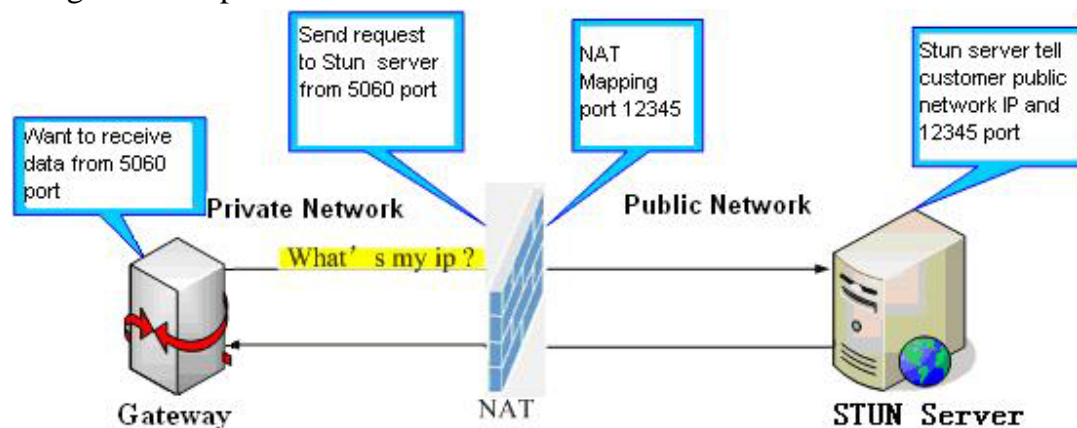 Send request
to Stun server
from 5060 port
NAT
Mapping
port 12345
Stun server tell
customer public
network IP and
12345 port
Want to receive
data from 5060
port
Private Network
Public Network
What's my ip ?
Gateway
NAT
STUN Server